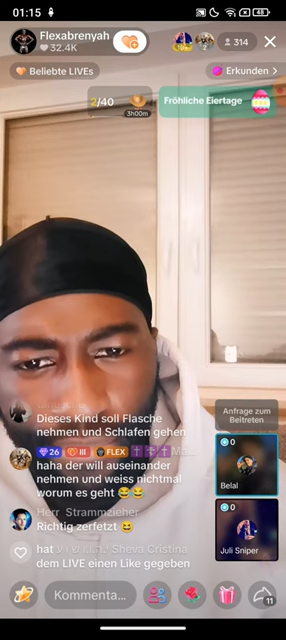 01:15
48
Flexabrenyah
32.4K
314
Beliebte LIVEs
Erkunden >
2/40
3h00m
Fröhliche Eiertage
Dieses Kind soll Flasche
nehmen und Schlafen gehen
Anfrage zum
Beitreten
26 III FLEX
haha der will auseinander
nehmen und weiss nichtmal
worum es geht 😂😂
0
Belal
Herr Strammzieher
Richtig zerfetzt 😆
0
Juli Sniper
hat Sheva Cristina
dem LIVE einen Like gegeben
Kommenta...
11